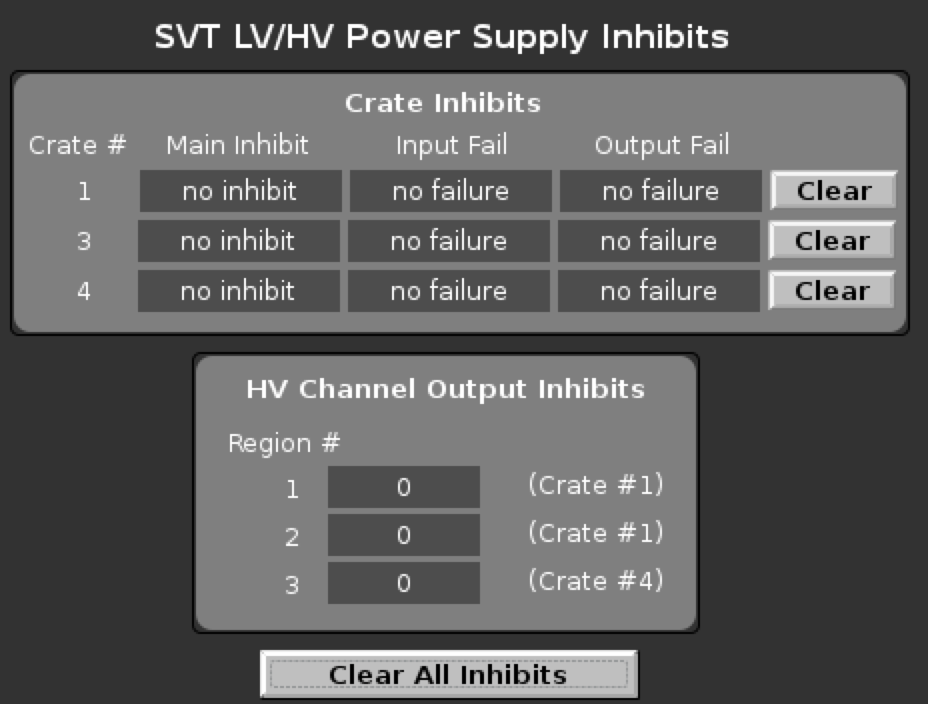 SVT LV/HV Power Supply Inhibits
Crate Inhibits
Crate # Main Inhibit Input Fail Output Fail
1 no inhibit no failure no failure Clear
3 no inhibit no failure no failure Clear
4 no inhibit no failure no failure Clear
HV Channel Output Inhibits
Region #
1 0 (Crate #1)
2 0 (Crate #1)
3 0 (Crate #4)
Clear All Inhibits